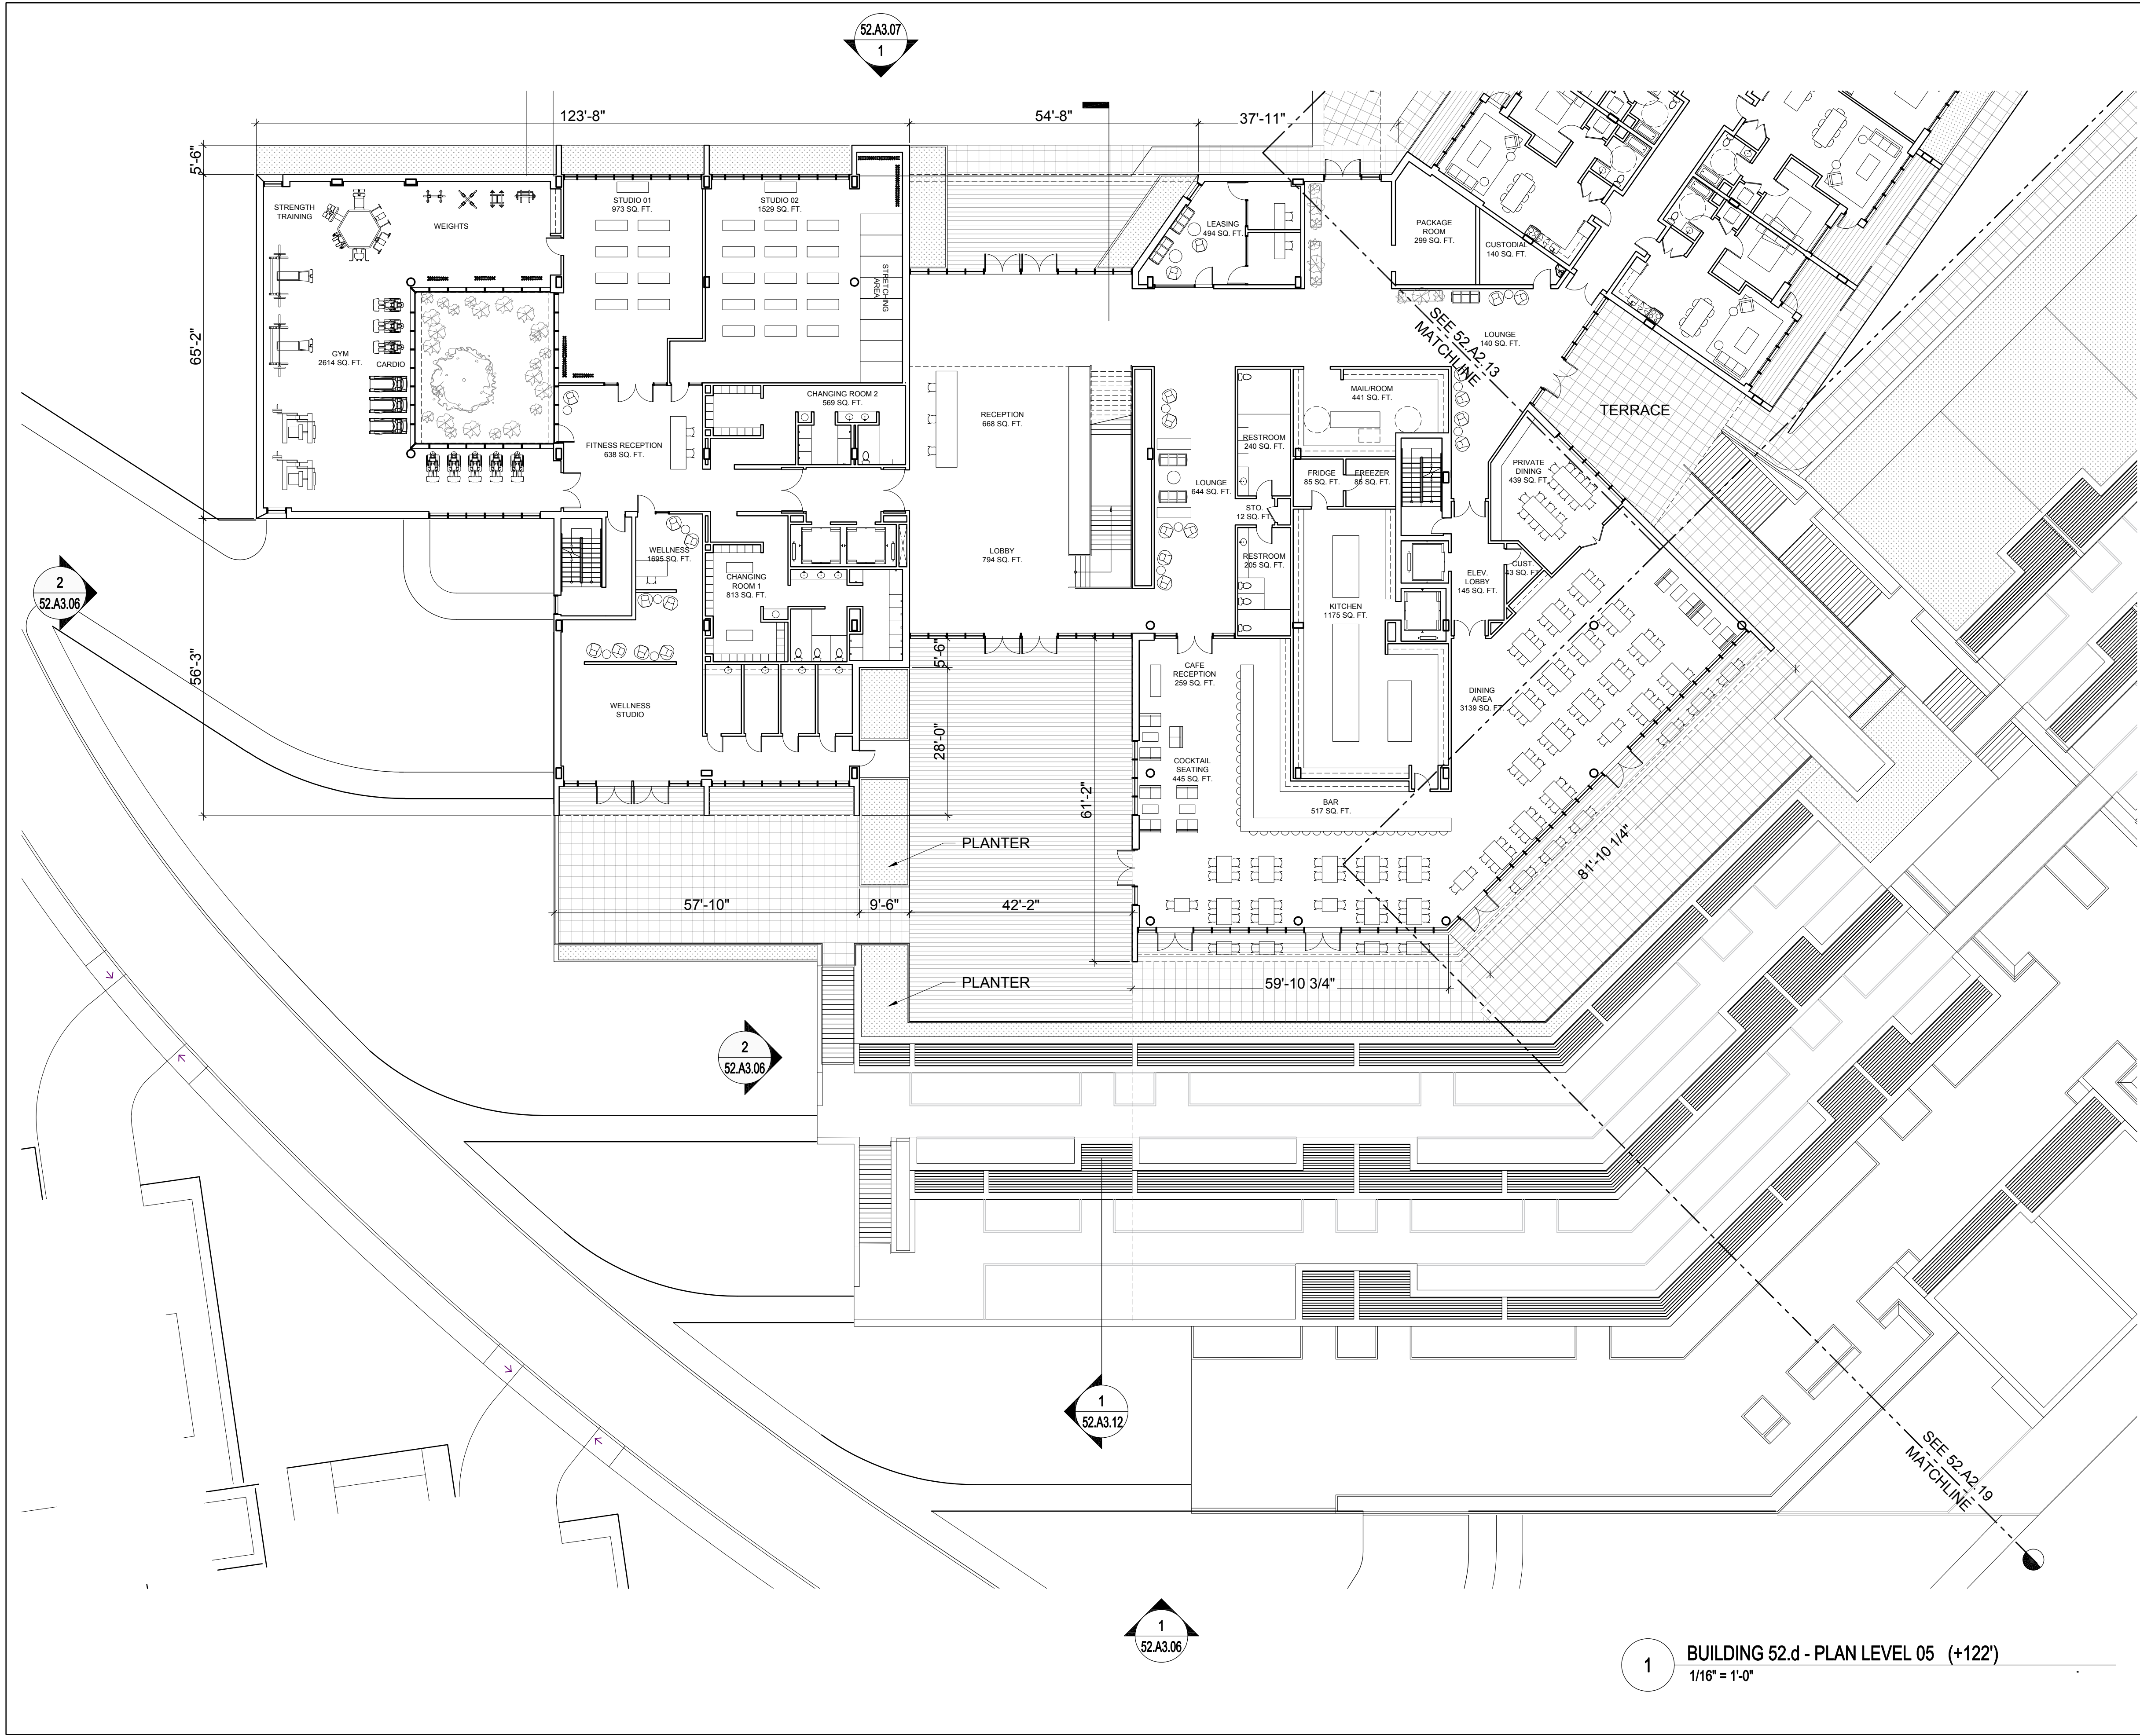 52.A3.07
1
123'-8"
54'-8"
37'-11"
5'-6"
65'-2"
56'-3"
STRENGTH
TRAINING
WEIGHTS
STUDIO 01
973 SQ. FT.
STUDIO 02
1529 SQ. FT.
STRETCHING
AREA
LEASING
494 SQ. FT.
PACKAGE
ROOM
299 SQ. FT.
CUSTODIAL
140 SQ. FT.
SEE 52.A2.13
MATCHLINE
LOUNGE
140 SQ. FT.
GYM
2614 SQ. FT.
CARDIO
CHANGING ROOM 2
569 SQ. FT.
MAIL/ROOM
441 SQ. FT.
TERRACE
FITNESS RECEPTION
638 SQ. FT.
RECEPTION
668 SQ. FT.
RESTROOM
240 SQ. FT.
PRIVATE
DINING
439 SQ. FT.
FRIDGE
85 SQ. FT.
FREEZER
85 SQ. FT.
LOUNGE
644 SQ. FT.
STO.
12 SQ. FT.
WELLNESS
1695 SQ. FT.
LOBBY
794 SQ. FT.
RESTROOM
205 SQ. FT.
CUST.
43 SQ. FT.
ELEV.
LOBBY
145 SQ. FT.
CHANGING
ROOM 1
813 SQ. FT.
KITCHEN
1175 SQ. FT.
2
52.A3.06
5'-6"
CAFE
RECEPTION
259 SQ. FT.
DINING
AREA
3139 SQ. FT.
WELLNESS
STUDIO
28'-0"
COCKTAIL
SEATING
445 SQ. FT.
61'-2"
BAR
517 SQ. FT.
PLANTER
81'-10 1/4"
57'-10"
9'-6"
42'-2"
PLANTER
59'-10 3/4"
2
52.A3.06
1
52.A3.12
SEE 52.A2.19
MATCHLINE
1
52.A3.06
1
BUILDING 52.d - PLAN LEVEL 05 (+122')
1/16" = 1'-0"
-